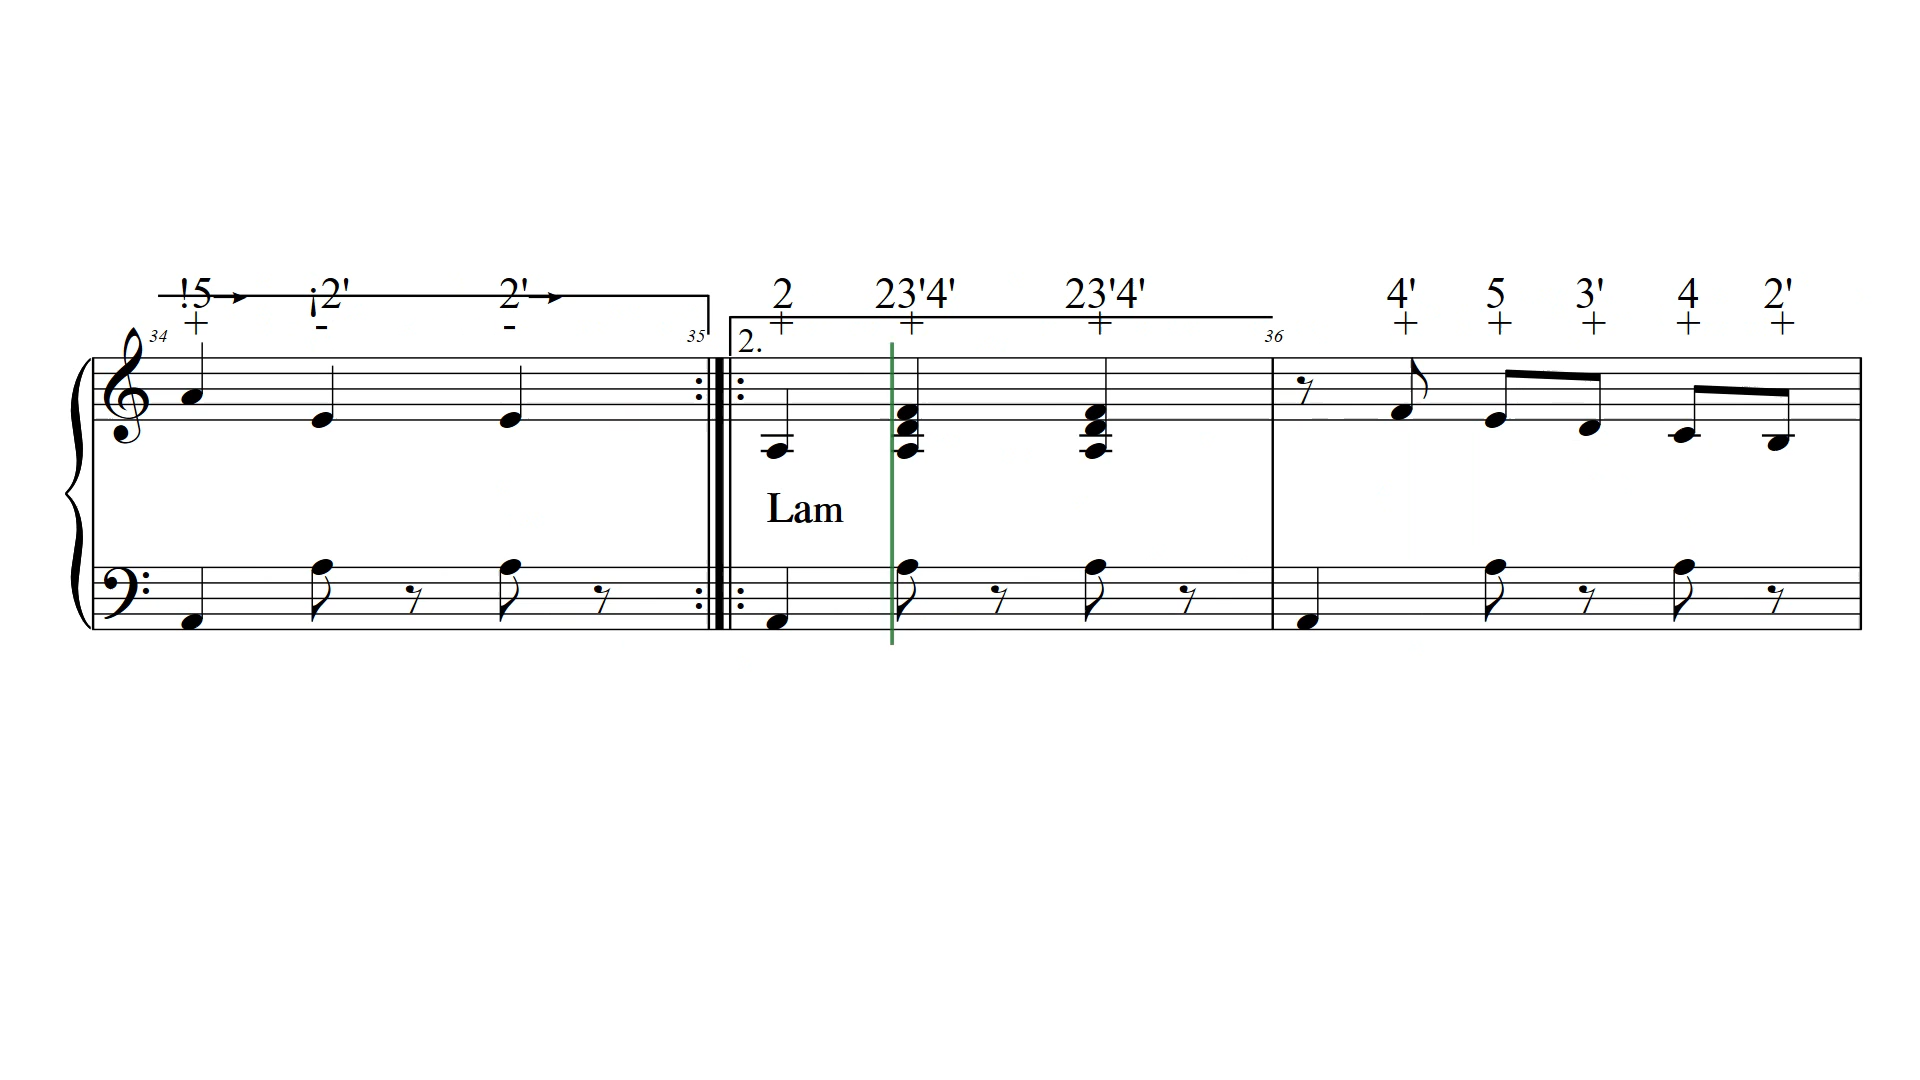 !5 ¡2' 2' 2 23'4' 23'4' 4' 5 3' 4 2'
+ - - + + + + + + + +
34 35 2. 36
Lam